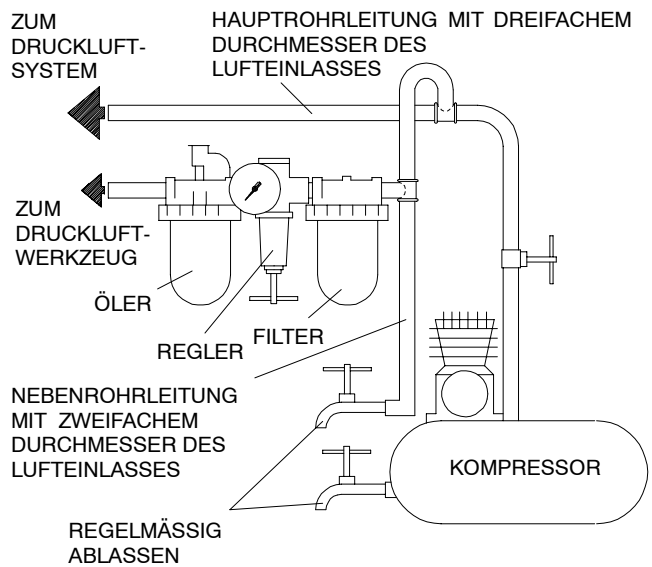 ZUM
DRUCKLUFT-
SYSTEM
HAUPTROHRLEITUNG MIT DREIFACHEM
DURCHMESSER DES
LUFTEINLASSES
ZUM
DRUCKLUFT-
WERKZEUG
ÖLER
REGLER
FILTER
NEBENROHRLEITUNG
MIT ZWEIFACHEM
DURCHMESSER DES
LUFTEINLASSES
KOMPRESSOR
REGELMÄSSIG
ABLASSEN